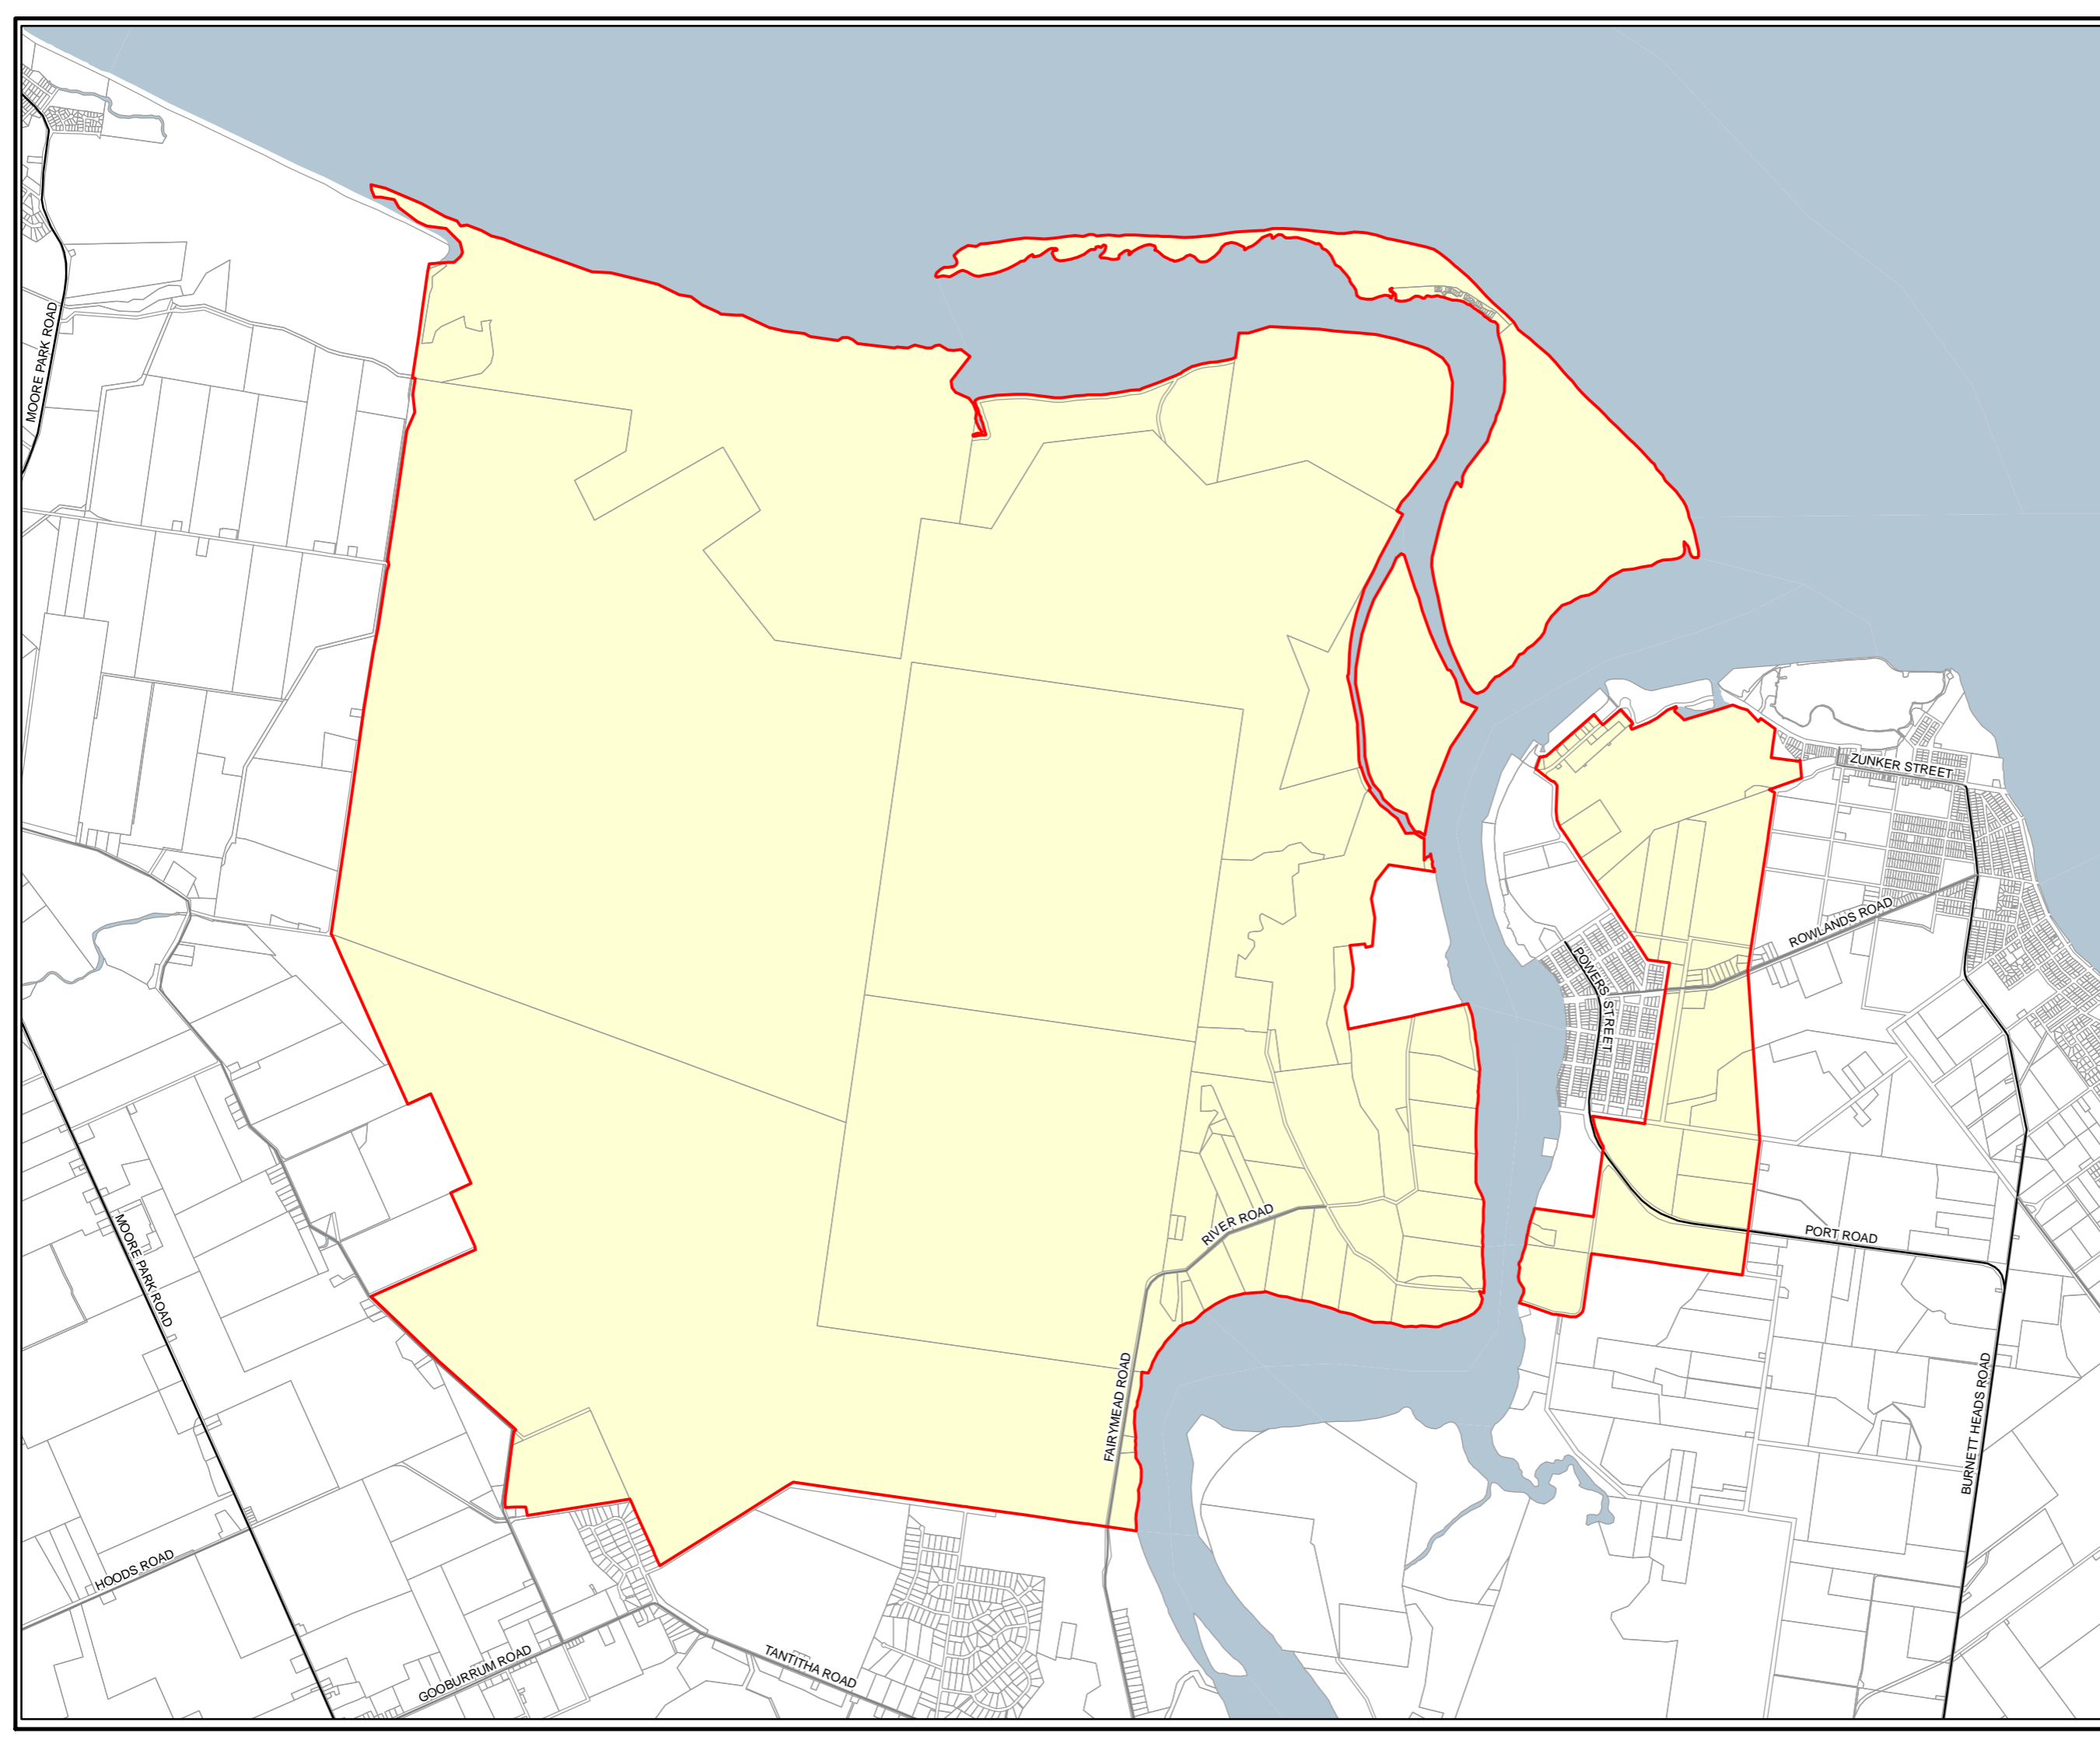 MOORE PARK ROAD
ZUNKER STREET
ROWLANDS ROAD
POWERS STREET
RIVER ROAD
PORT ROAD
MOORE PARK ROAD
FAIRYMEAD ROAD
BURNETT HEADS ROAD
HOODS ROAD
GOOBURRUM ROAD
TANTITHA ROAD